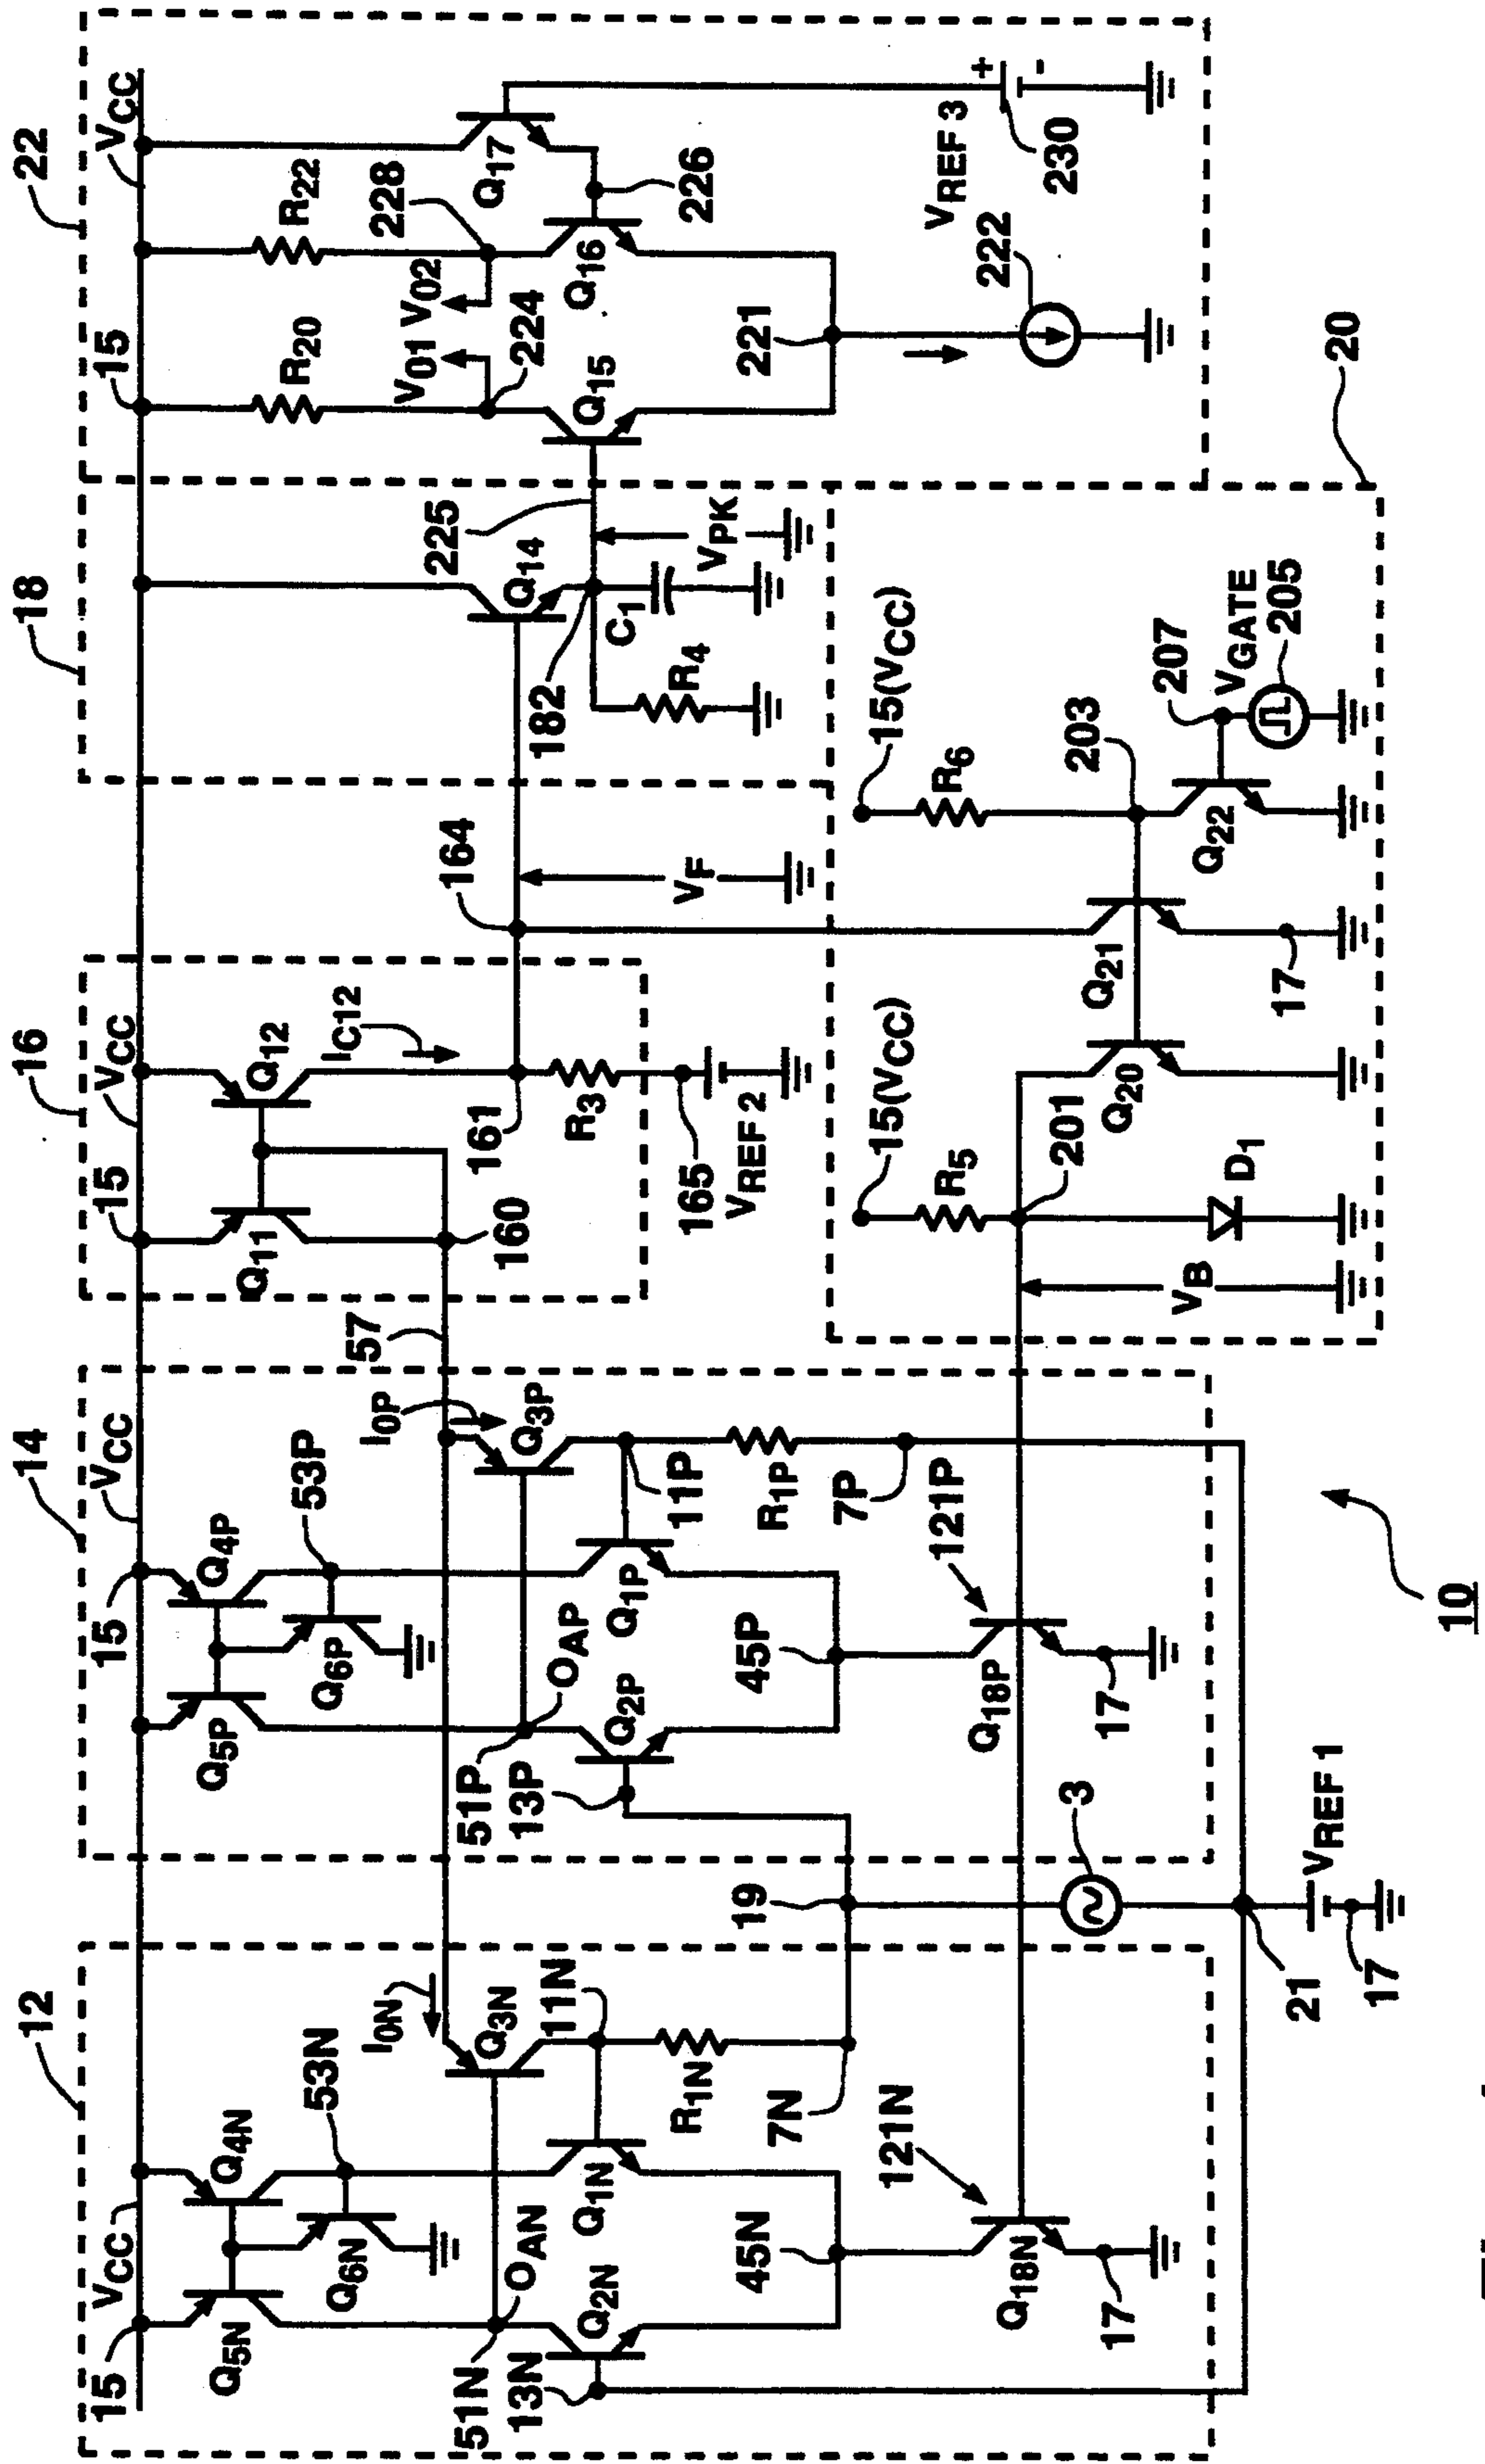 12
14
16
18
22
15
VCC
Q5N
Q4N
Q6N
53N
I0N
51N
OAN
Q3N
13N
Q2N
Q1N
11N
R1N
7N
45N
121N
Q18N
17
15
VCC
Q5P
Q4P
Q6P
53P
57
I0P
51P
OAP
Q3P
13P
Q2P
Q1P
11P
R1P
7P
45P
121P
Q18P
17
19
3
21
VREF 1
17
10
15
VCC
Q11
Q12
IC12
160
161
R3
165
VREF 2
164
VF
Q14
225
182
C1
R4
VPK
15
VCC
R20
R22
V01
V02
224
228
Q15
Q16
Q17
226
221
222
VREF 3
+
-
230
20
15(VCC)
R5
201
VB
D1
Q20
Q21
17
15(VCC)
R6
203
Q22
207
VGATE
205